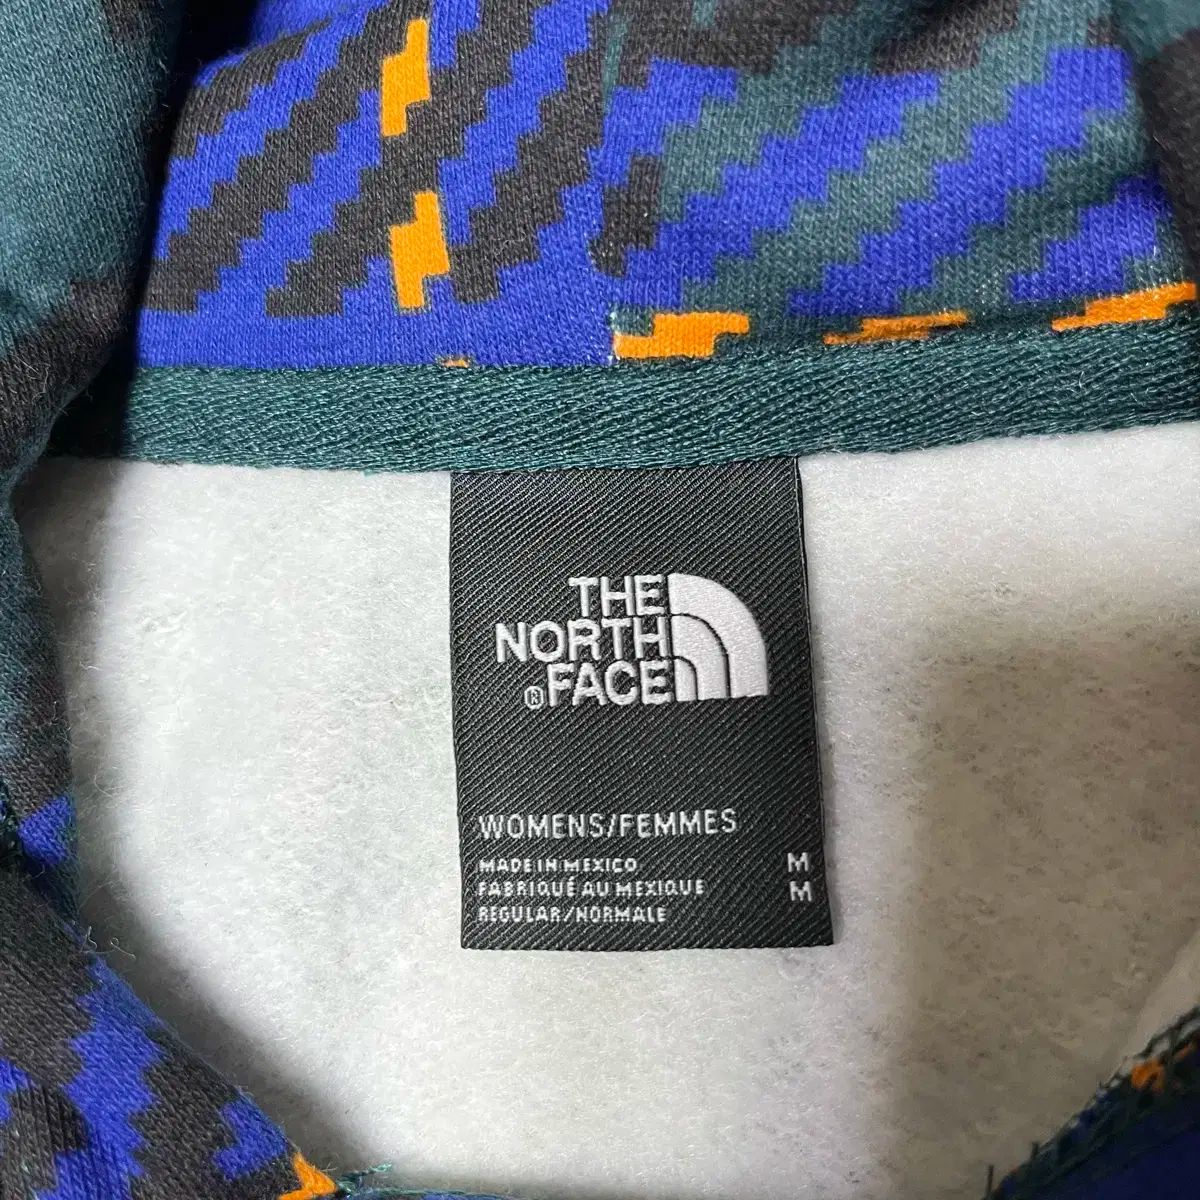 THE
NORTH
® FACE
WOMENS/FEMMES
MADE IN MEXICO M
FABRIQUÉ AU MEXIQUE M
REGULAR/NORMALE